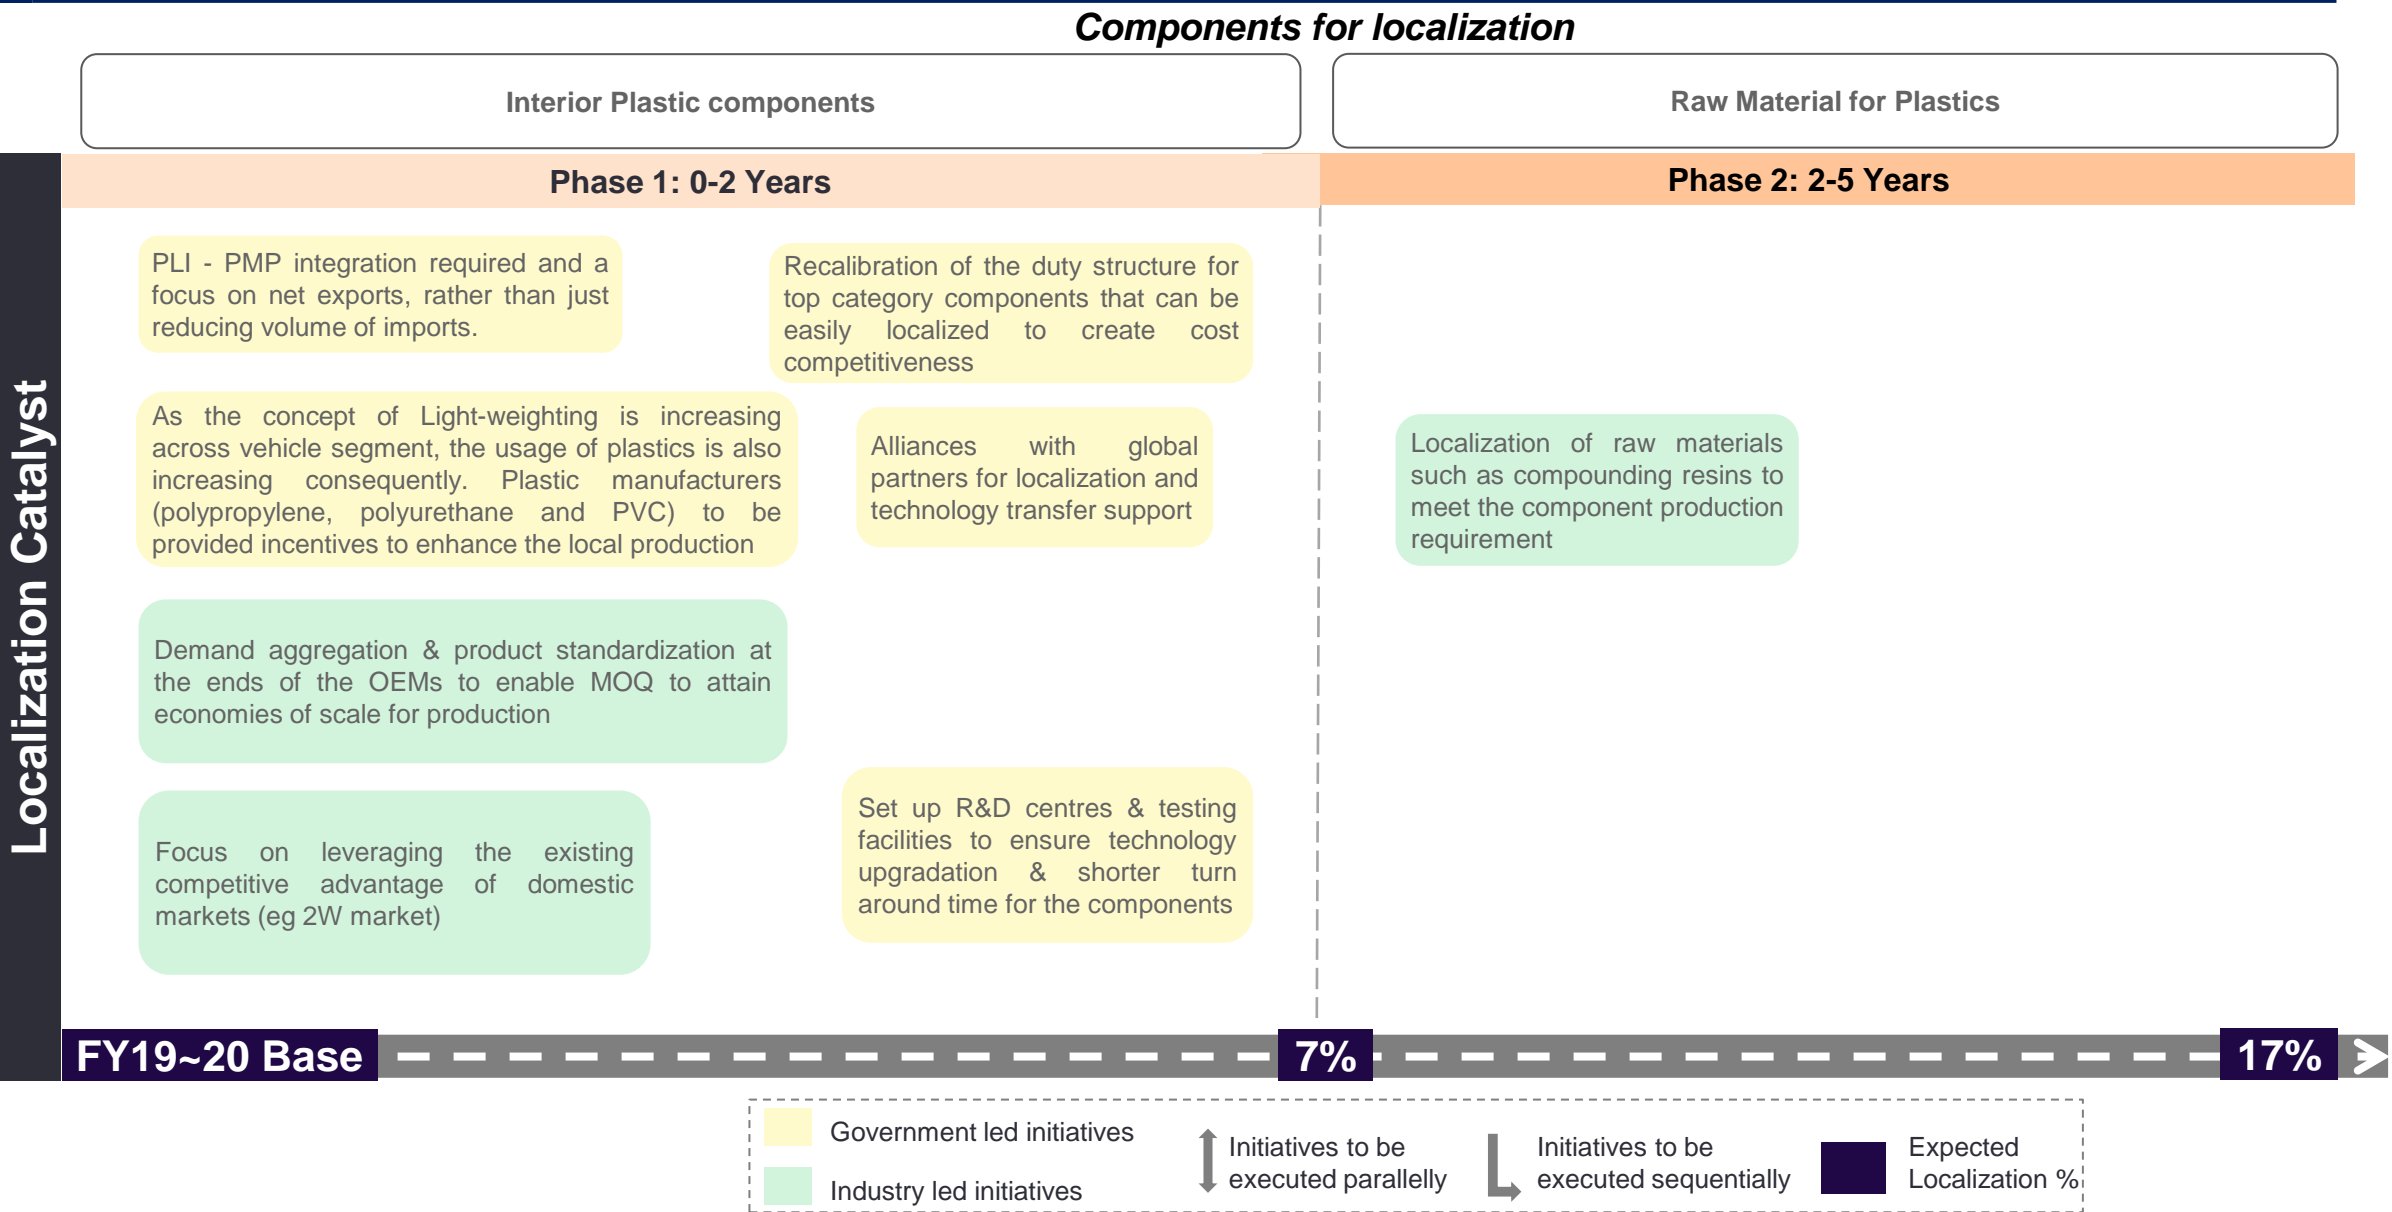 Components for localization
Interior Plastic components
Raw Material for Plastics
Phase 1: 0-2 Years
Phase 2: 2-5 Years
Localization Catalyst
PLI - PMP integration required and a
focus on net exports, rather than just
reducing volume of imports.
Recalibration of the duty structure for
top category components that can be
easily localized to create cost
competitiveness
As the concept of Light-weighting is increasing
across vehicle segment, the usage of plastics is also
increasing consequently. Plastic manufacturers
(polypropylene, polyurethane and PVC) to be
provided incentives to enhance the local production
Alliances with global
partners for localization and
technology transfer support
Localization of raw materials
such as compounding resins to
meet the component production
requirement
Demand aggregation & product standardization at
the ends of the OEMs to enable MOQ to attain
economies of scale for production
Focus on leveraging the existing
competitive advantage of domestic
markets (eg 2W market)
Set up R&D centres & testing
facilities to ensure technology
upgradation & shorter turn
around time for the components
FY19~20 Base
7%
17%
Government led initiatives
Industry led initiatives
Initiatives to be
executed parallelly
Initiatives to be
executed sequentially
Expected
Localization %